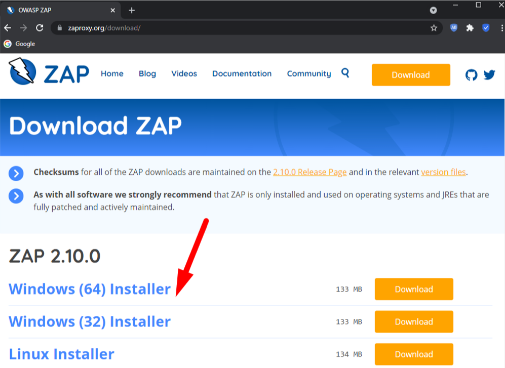 OWASP ZAP
zaproxy.org/download/
Google
ZAP Home Blog Videos Documentation Community Download
Download ZAP
Checksums for all of the ZAP downloads are maintained on the 2.10.0 Release Page and in the relevant version files.
As with all software we strongly recommend that ZAP is only installed and used on operating systems and JREs that are
fully patched and actively maintained.
ZAP 2.10.0
Windows (64) Installer 133 MB Download
Windows (32) Installer 133 MB Download
Linux Installer 134 MB Download